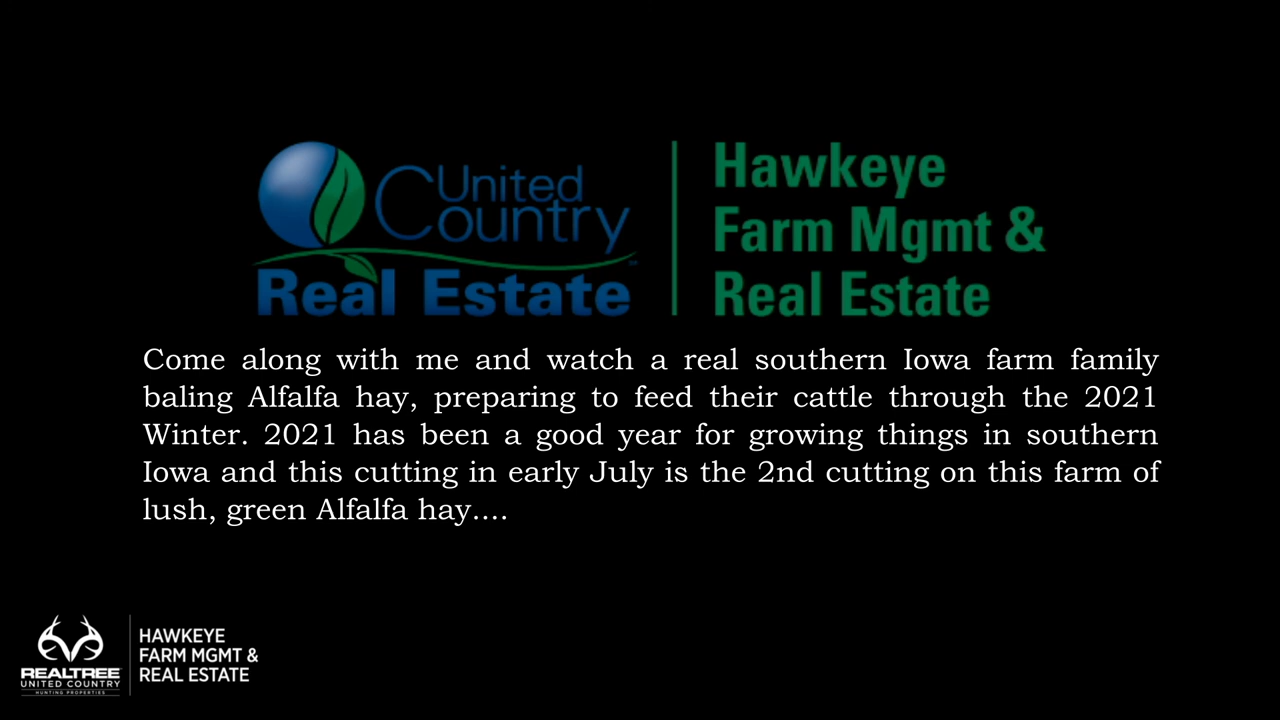 United
Country
Real Estate
Hawkeye
Farm Mgmt &
Real Estate
Come along with me and watch a real southern Iowa farm family
baling Alfalfa hay, preparing to feed their cattle through the 2021
Winter. 2021 has been a good year for growing things in southern
Iowa and this cutting in early July is the 2nd cutting on this farm of
lush, green Alfalfa hay....
REALTREE
UNITED COUNTRY
HUNTING PROPERTIES
HAWKEYE
FARM MGMT &
REAL ESTATE